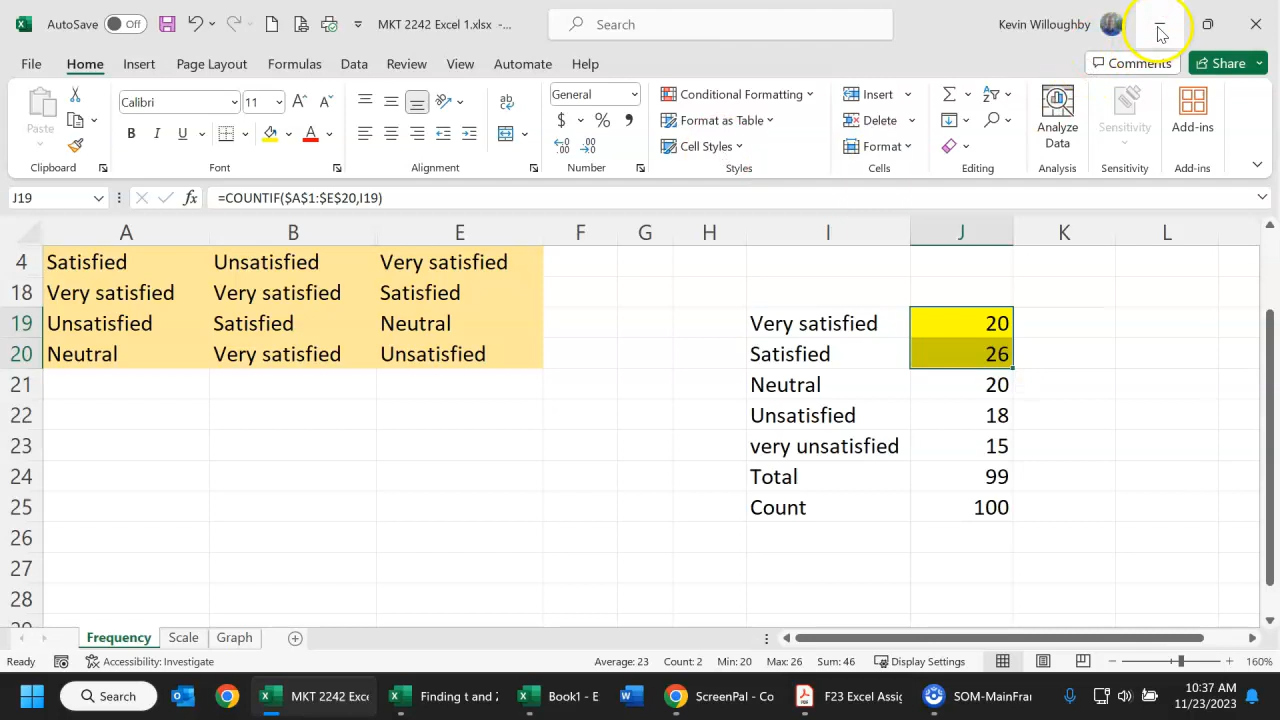 AutoSave Off MKT 2242 Excel 1.xlsx -... Search Kevin Willoughby
File Home Insert Page Layout Formulas Data Review View Automate Help Comments Share
Paste Calibri 11 General Conditional Formatting Format as Table Cell Styles Insert Delete Format Analyze Data Sensitivity Add-ins
Clipboard Font Alignment Number Styles Cells Editing Analysis Sensitivity Add-ins
J19 fx =COUNTIF($A$1:$E$20,I19)
A B E F G H I J K L
4 Satisfied Unsatisfied Very satisfied
18 Very satisfied Very satisfied Satisfied
19 Unsatisfied Satisfied Neutral Very satisfied 20
20 Neutral Very satisfied Unsatisfied Satisfied 26
21 Neutral 20
22 Unsatisfied 18
23 very unsatisfied 15
24 Total 99
25 Count 100
26
27
28
Frequency Scale Graph
Ready Accessibility: Investigate Average: 23 Count: 2 Min: 20 Max: 26 Sum: 46 Display Settings 160%
Search MKT 2242 Exce Finding t and z Book1 - E ScreenPal - Co F23 Excel Assig SOM-MainFra 10:37 AM
11/23/2023